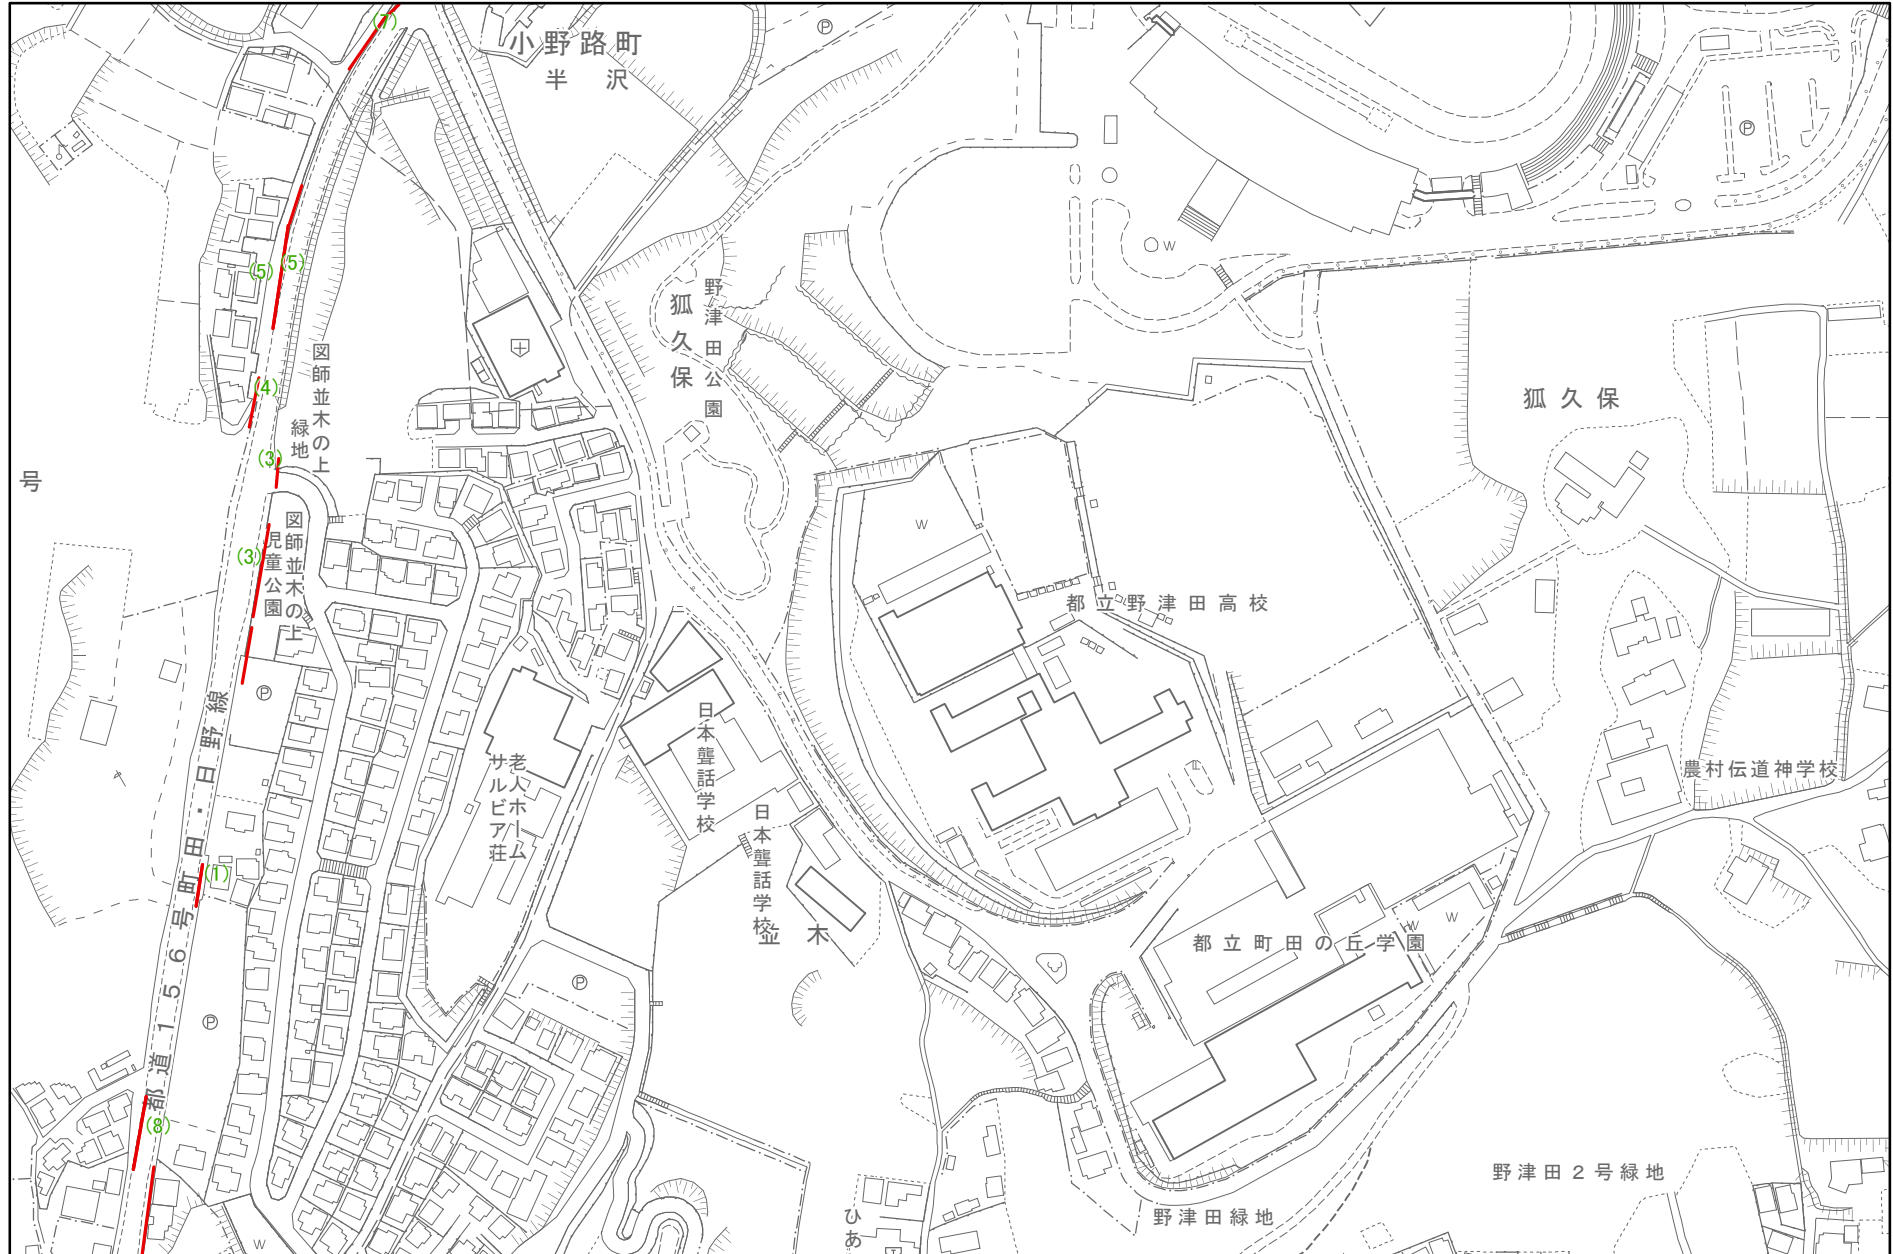 (7)
小野路町
半沢
P
P
W
(5)
(5)
野津田公園
狐久保
図師並木の上
緑地
(4)
狐久保
(3)
号
図師並木の上
児童公園
W
(3)
都立野津田高校
P
日本聾話学校
老人ホーム
サルビア荘
農村伝道神学校
日本聾話学校
(1)
並木
W
W
都立町田の丘学園
P
P
都道156号町田・日野線
(8)
野津田2号緑地
野津田緑地
ひあ
W